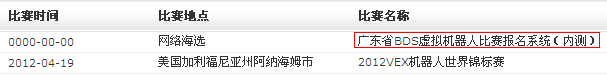 比赛时间 比赛地点 比赛名称
0000-00-00 网络海选 广东省BDS虚拟机器人比赛报名系统（内测）
2012-04-19 美国加利福尼亚州阿纳海姆市 2012VEX机器人世界锦标赛